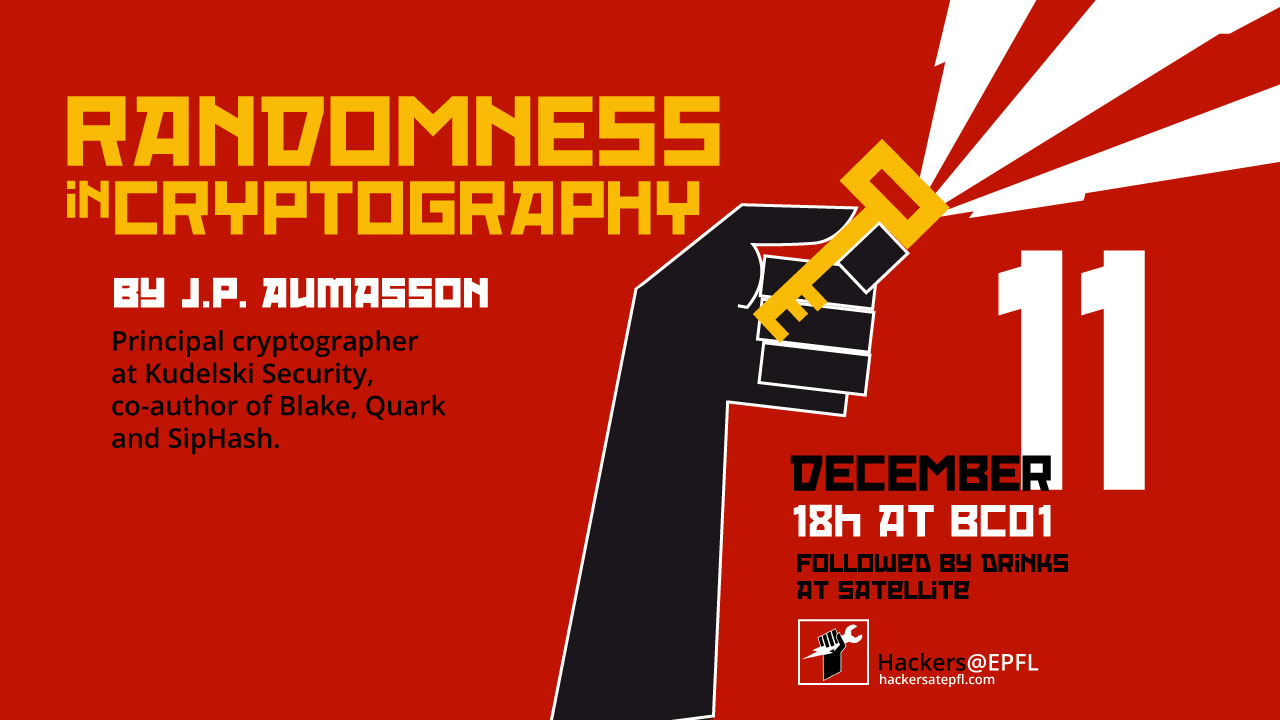 RANDOMNESS
iN CRYPTOGRAPHY
BY J.P. AUMASSON
Principal cryptographer
at Kudelski Security,
co-author of Blake, Quark
and SipHash.
11
DECEMBER
18h AT BC01
FOLLOWED BY DRiNKS
AT SATELLiTE
Hackers@EPFL
hackersatepfl.com